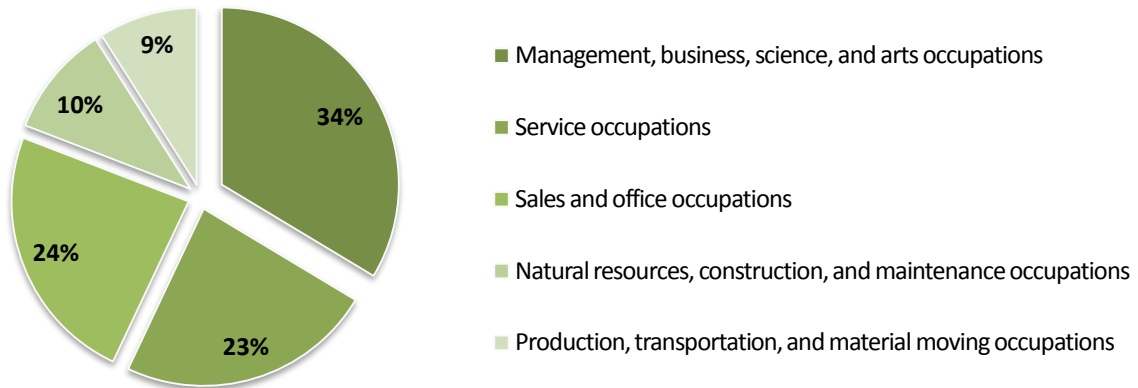 9%
10%
34%
24%
23%
Management, business, science, and arts occupations
Service occupations
Sales and office occupations
Natural resources, construction, and maintenance occupations
Production, transportation, and material moving occupations